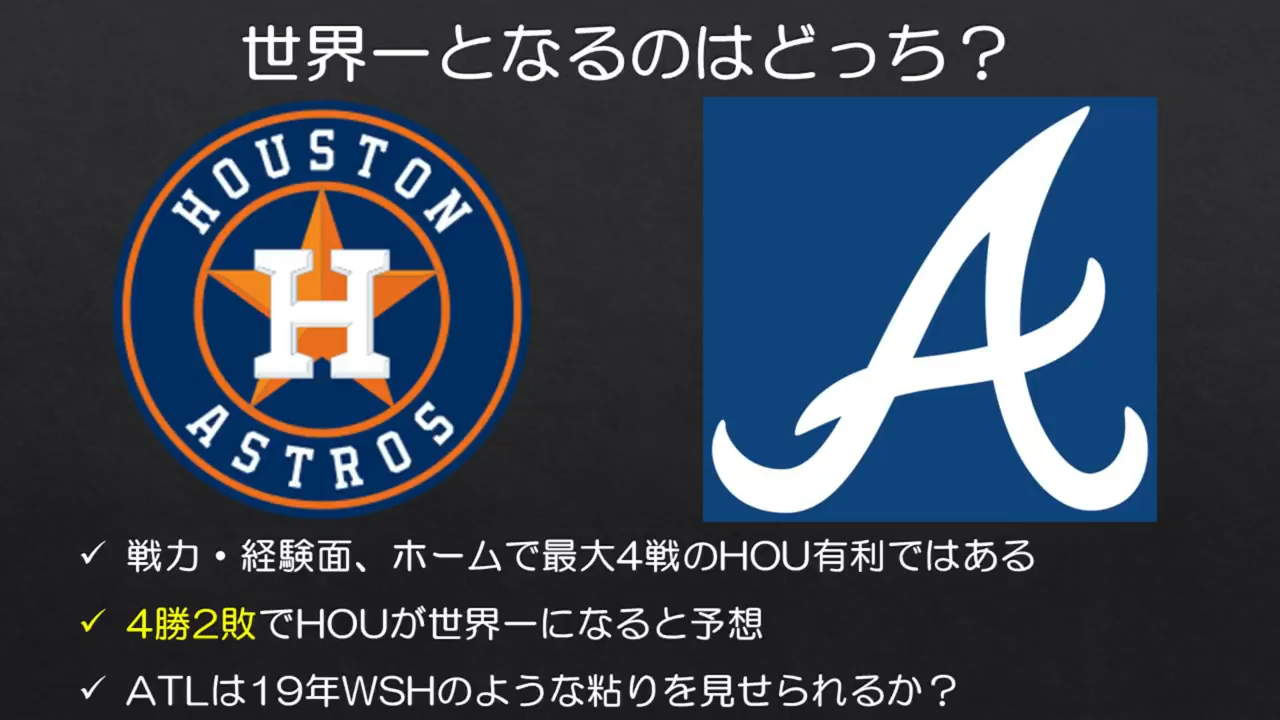 世界一となるのはどっち？
HOUSTON
H
ASTROS
A
✓ 戦力・経験面、ホームで最大4戦のHOU有利ではある
✓ 4勝2敗でHOUが世界一になると予想
✓ ATLは19年WSHのような粘りを見せられるか？